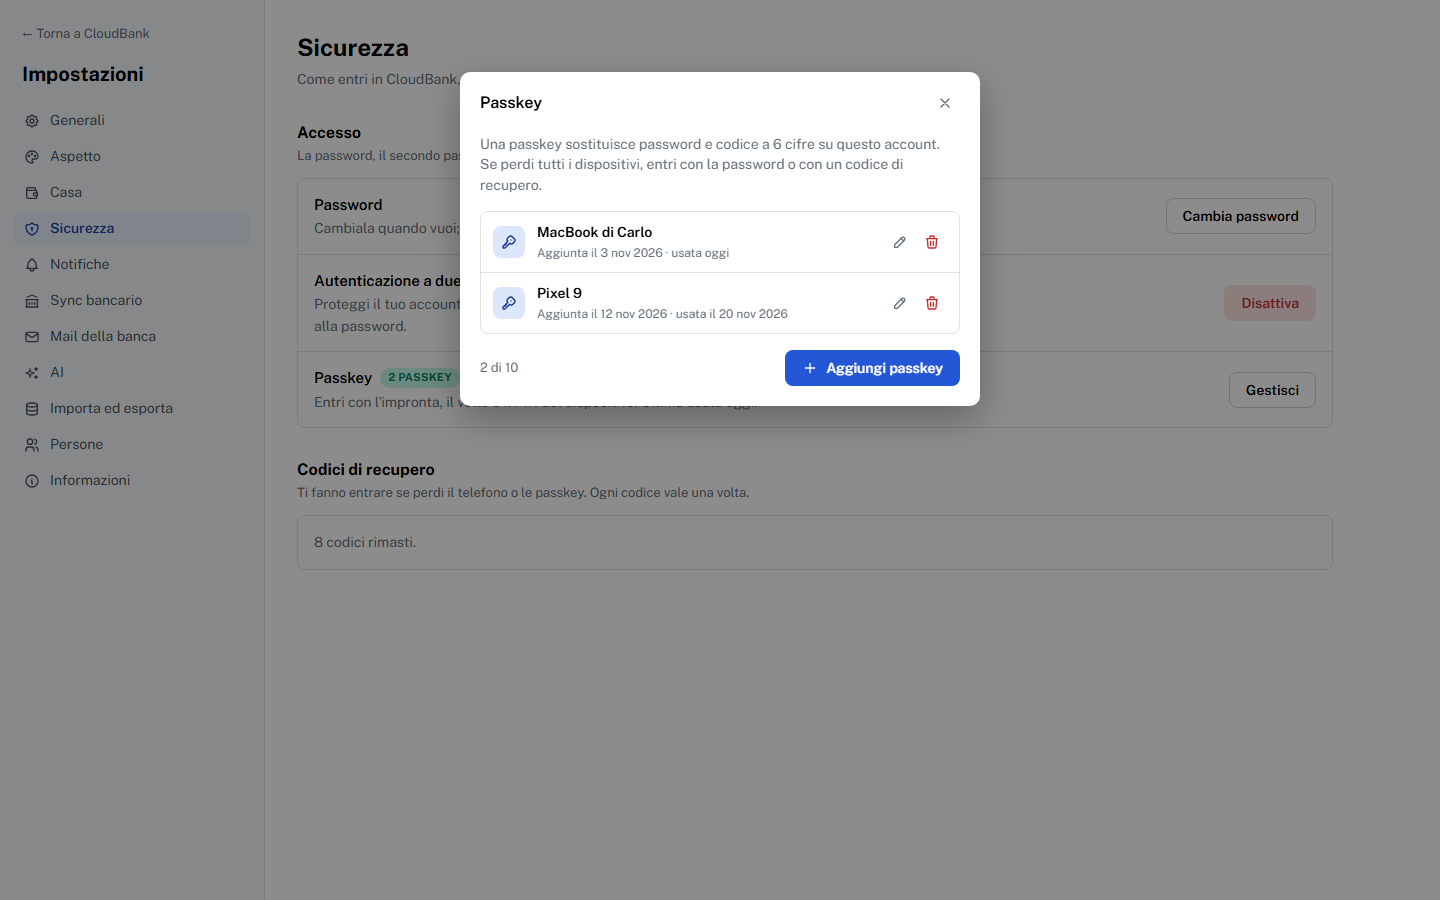 ← Torna a CloudBank
Impostazioni
Generali
Aspetto
Casa
Sicurezza
Notifiche
Sync bancario
Mail della banca
AI
Importa ed esporta
Persone
Informazioni
Sicurezza
Come entri in CloudBank,
Accesso
La password, il secondo
Password
Cambiala quando vuoi;
Cambia password
Autenticazione a due
Proteggi il tuo account
alla password.
Disattiva
Passkey 2 PASSKEY
Entri con l'impronta, il
Gestisci
Codici di recupero
Ti fanno entrare se perdi il telefono o le passkey. Ogni codice vale una volta.
8 codici rimasti.
Passkey
Una passkey sostituisce password e codice a 6 cifre su questo account.
Se perdi tutti i dispositivi, entri con la password o con un codice di
recupero.
MacBook di Carlo
Aggiunta il 3 nov 2026 · usata oggi
Pixel 9
Aggiunta il 12 nov 2026 · usata il 20 nov 2026
2 di 10
Aggiungi passkey